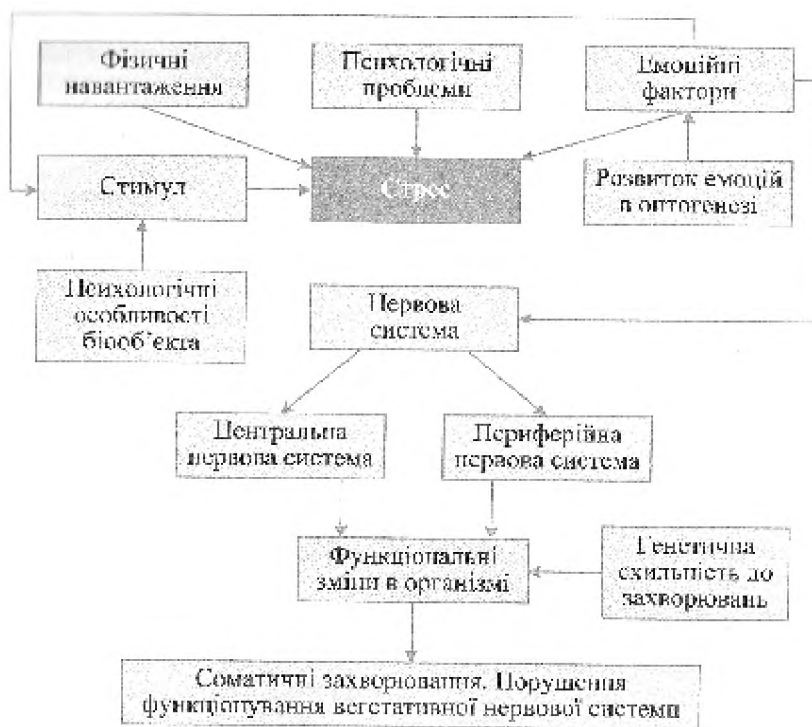 Фізичні
навантаження
Психологічні
проблеми
Емоційні
фактори
Стимул
Стрес
Розвиток емоцій
в онтогенезі
Психологічні
особливості
біооб’єкта
Нервова
система
Центральна
нервова система
Периферійна
нервова система
Функціональні
зміни в організмі
Генетична
схильність до
захворювань
Соматичні захворювання. Порушення
функціонування вегетативної нервової системи